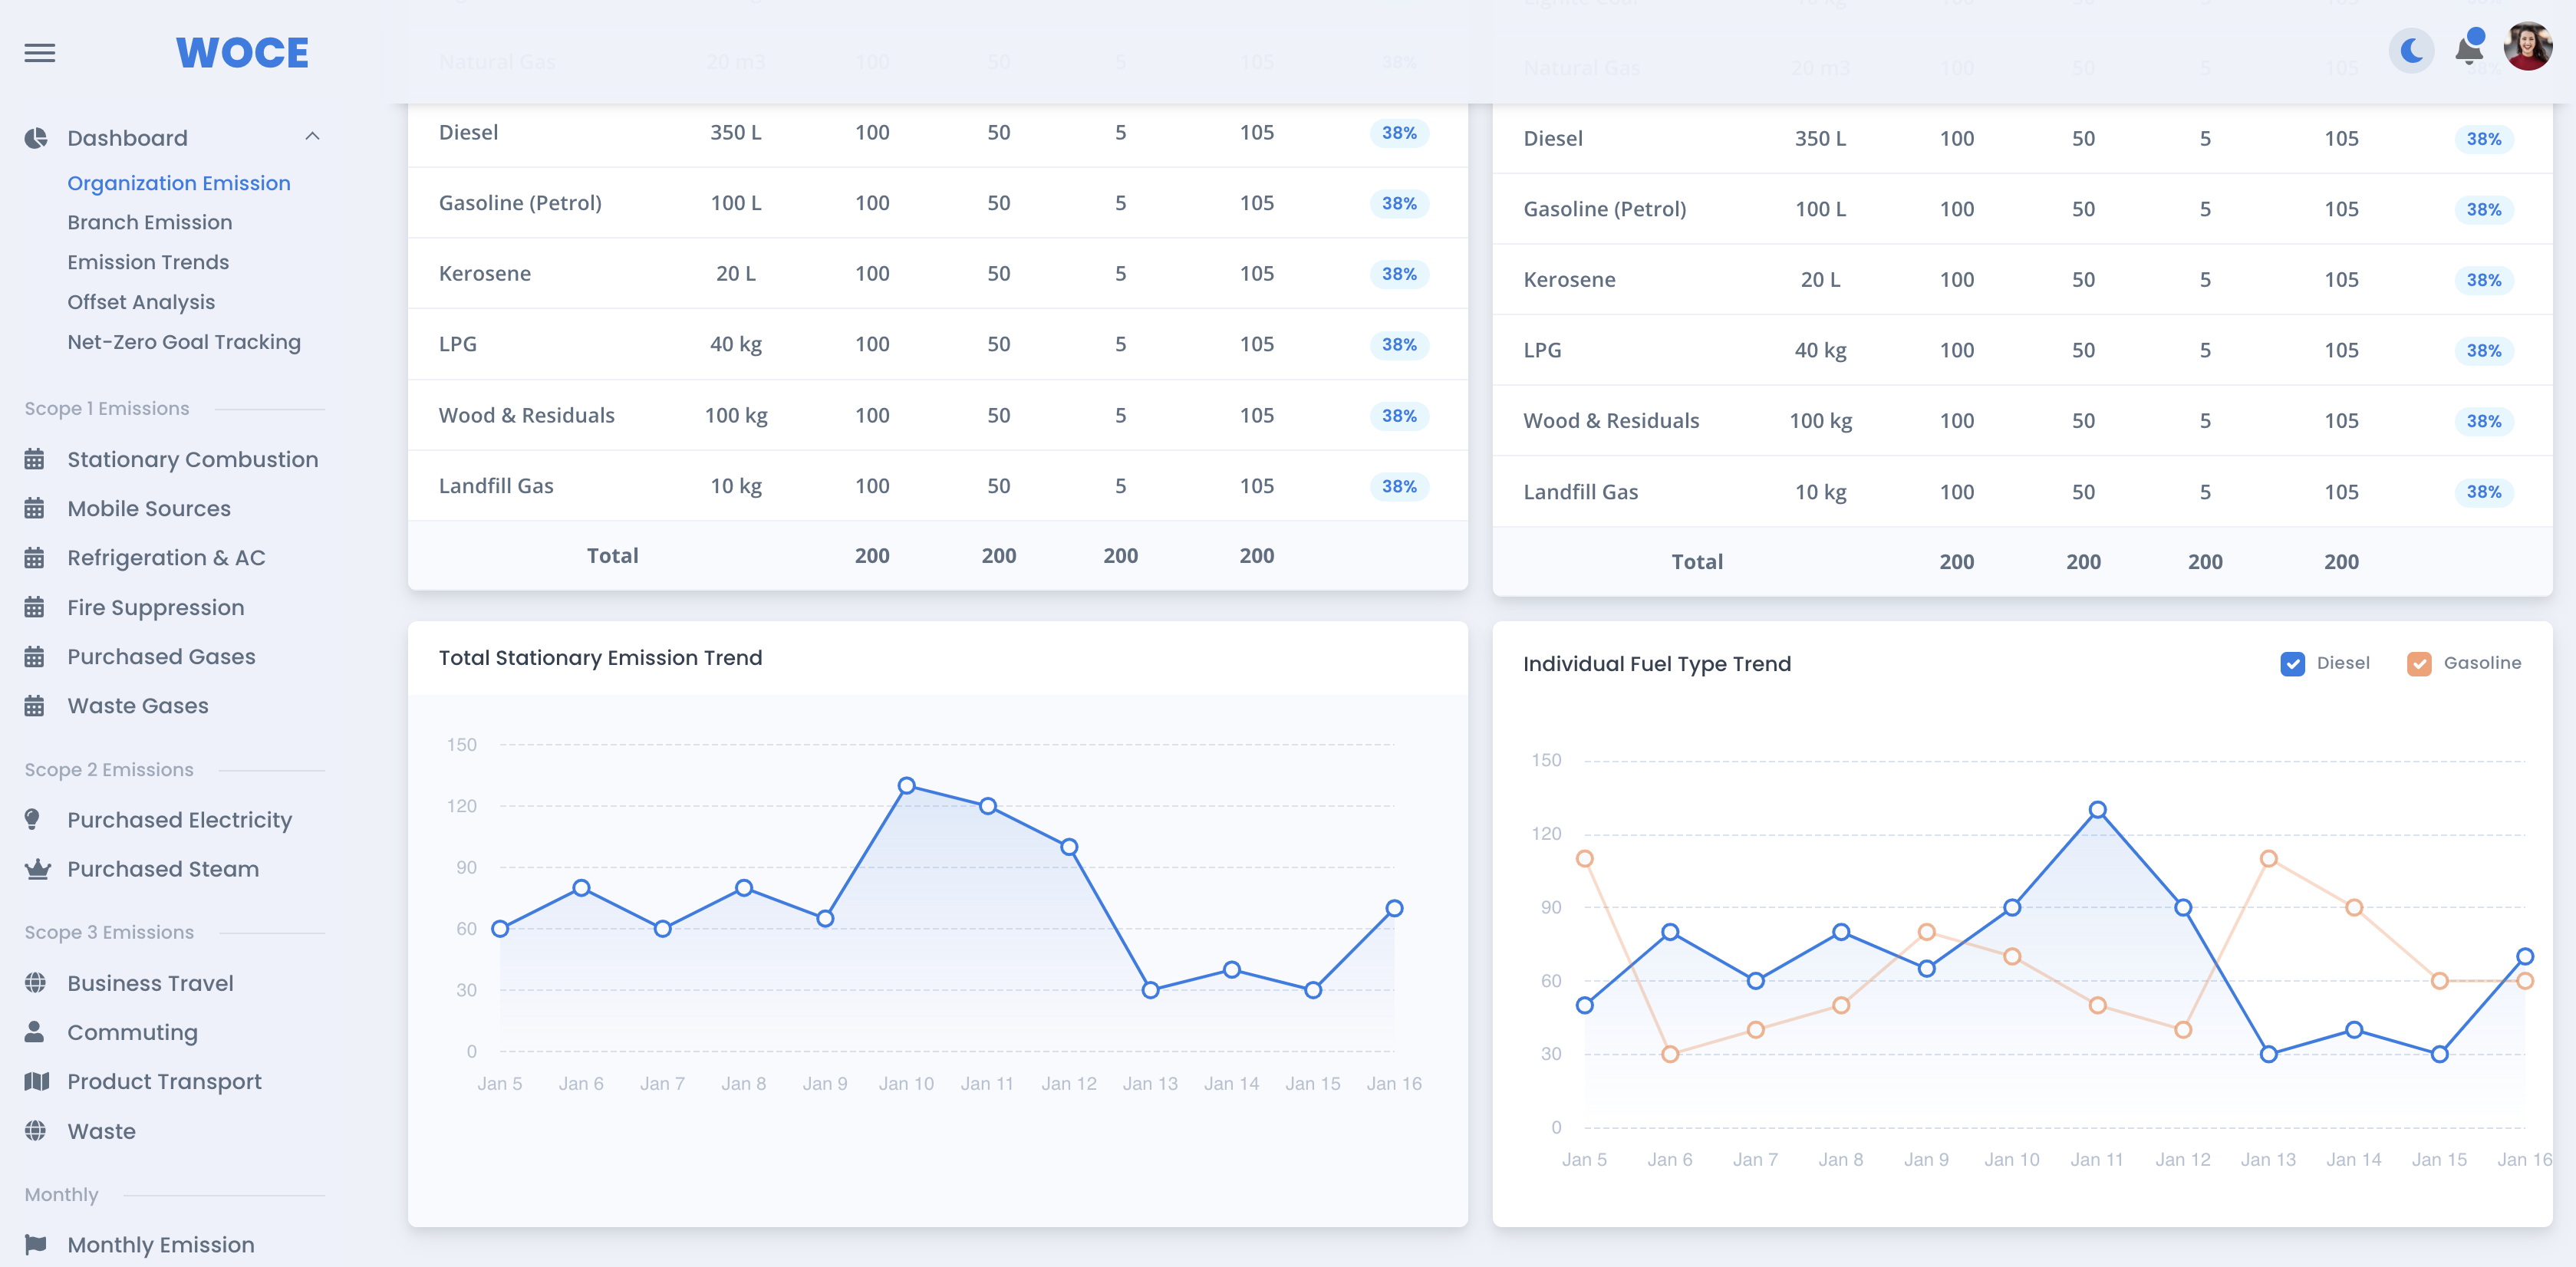 WOCE
Dashboard
Organization Emission
Branch Emission
Emission Trends
Offset Analysis
Net-Zero Goal Tracking
Scope 1 Emissions
Stationary Combustion
Mobile Sources
Refrigeration & AC
Fire Suppression
Purchased Gases
Waste Gases
Scope 2 Emissions
Purchased Electricity
Purchased Steam
Scope 3 Emissions
Business Travel
Commuting
Product Transport
Waste
Monthly
Monthly Emission
Natural Gas 20 m3 100 50 5 105 38%
Diesel 350 L 100 50 5 105 38%
Gasoline (Petrol) 100 L 100 50 5 105 38%
Kerosene 20 L 100 50 5 105 38%
LPG 40 kg 100 50 5 105 38%
Wood & Residuals 100 kg 100 50 5 105 38%
Landfill Gas 10 kg 100 50 5 105 38%
Total 200 200 200 200
Natural Gas 20 m3 100 50 5 105
Diesel 350 L 100 50 5 105 38%
Gasoline (Petrol) 100 L 100 50 5 105 38%
Kerosene 20 L 100 50 5 105 38%
LPG 40 kg 100 50 5 105 38%
Wood & Residuals 100 kg 100 50 5 105 38%
Landfill Gas 10 kg 100 50 5 105 38%
Total 200 200 200 200
Total Stationary Emission Trend
150
120
90
60
30
0
Jan 5 Jan 6 Jan 7 Jan 8 Jan 9 Jan 10 Jan 11 Jan 12 Jan 13 Jan 14 Jan 15 Jan 16
Individual Fuel Type Trend
Diesel Gasoline
150
120
90
60
30
0
Jan 5 Jan 6 Jan 7 Jan 8 Jan 9 Jan 10 Jan 11 Jan 12 Jan 13 Jan 14 Jan 15 Jan 16